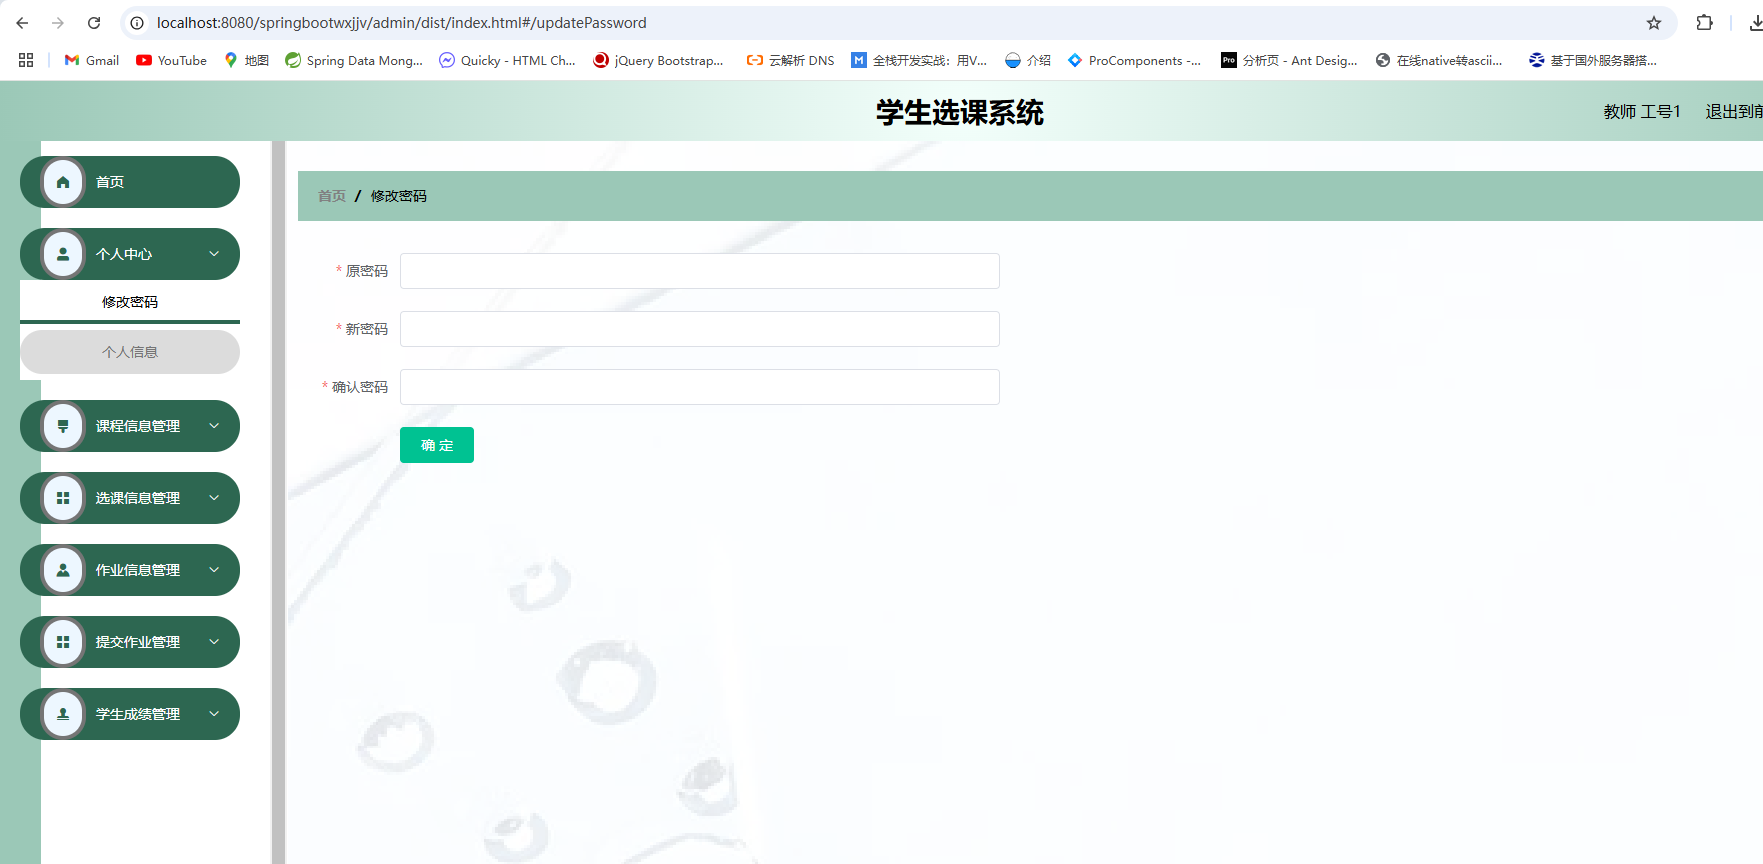 localhost:8080/springbootwxjjv/admin/dist/index.html#/updatePassword
Gmail YouTube 地图 Spring Data Mong... Quicky - HTML Ch... jQuery Bootstrap... 云解析 DNS 全栈开发实战：用V... 介绍 ProComponents -... Pro 分析页 - Ant Desig... 在线native转ascii... 基于国外服务器搭...
学生选课系统
教师 工号1 退出到前
首页
个人中心
修改密码
个人信息
课程信息管理
选课信息管理
作业信息管理
提交作业管理
学生成绩管理
首页 / 修改密码
* 原密码
* 新密码
* 确认密码
确 定